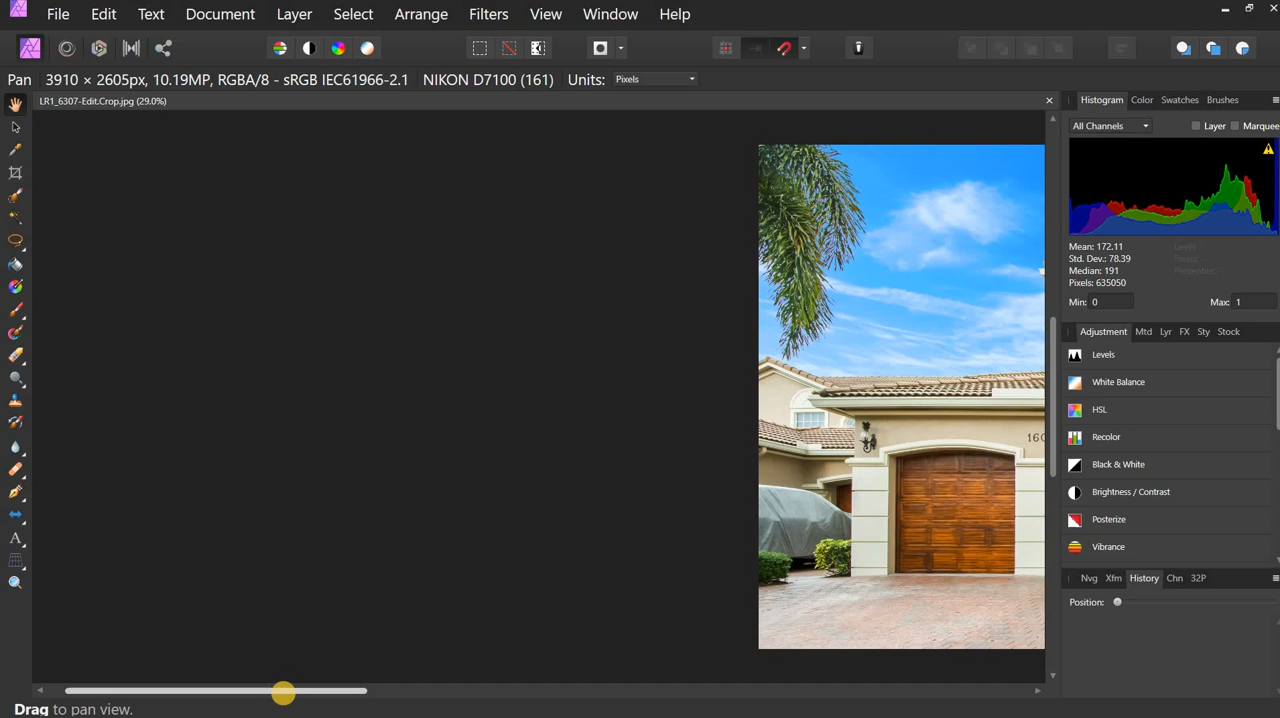 File Edit Text Document Layer Select Arrange Filters View Window Help
Pan 3910 × 2605px, 10.19MP, RGBA/8 - sRGB IEC61966-2.1 NIKON D7100 (161) Units: Pixels
LR1_6307-Edit.Crop.jpg (29.0%)
Histogram Color Swatches Brushes
All Channels Layer Marquee
Mean: 172.11 Level:
Std. Dev.: 78.39 Pixels:
Median: 191 Percentile: -
Pixels: 635050
Min: 0 Max: 1
Adjustment Mtd Lyr FX Sty Stock
Levels
White Balance
HSL
Recolor
160
Black & White
Brightness / Contrast
Posterize
Vibrance
Nvg Xfm History Chn 32P
Position:
Drag to pan view.